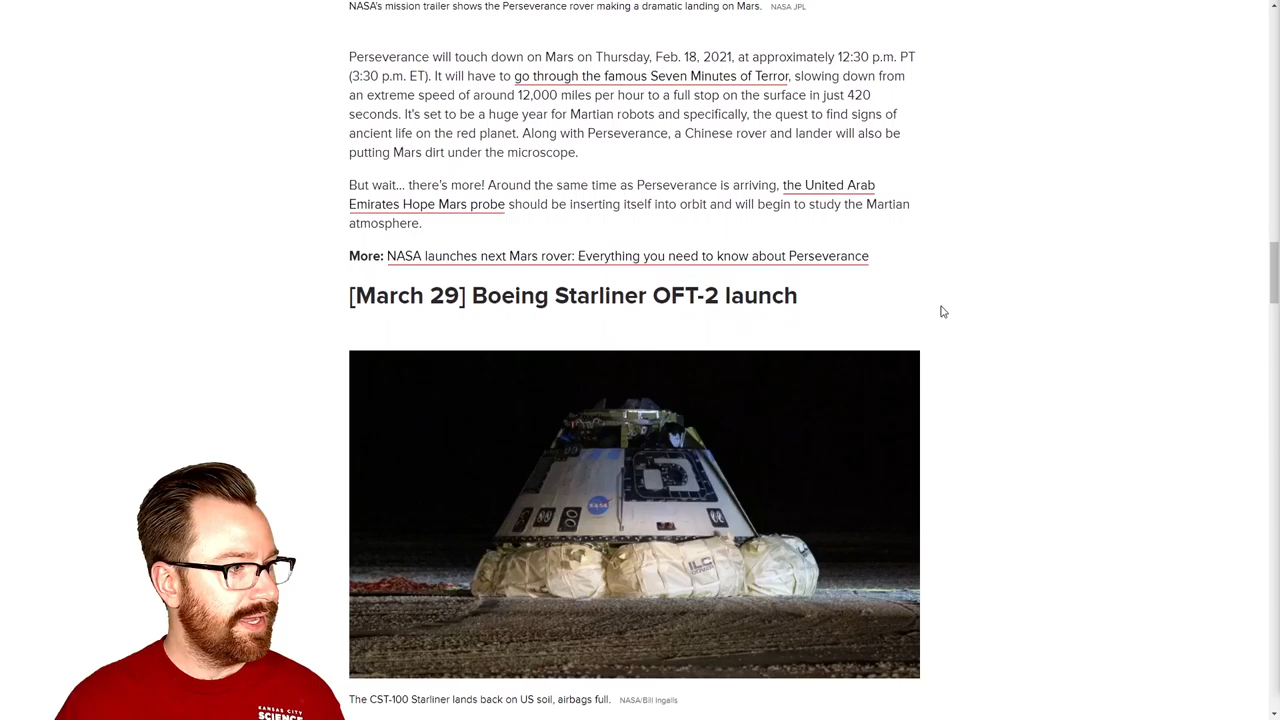 NASA's mission trailer shows the Perseverance rover making a dramatic landing on Mars. NASA JPL
Perseverance will touch down on Mars on Thursday, Feb. 18, 2021, at approximately 12:30 p.m. PT
(3:30 p.m. ET). It will have to go through the famous Seven Minutes of Terror, slowing down from
an extreme speed of around 12,000 miles per hour to a full stop on the surface in just 420
seconds. It's set to be a huge year for Martian robots and specifically, the quest to find signs of
ancient life on the red planet. Along with Perseverance, a Chinese rover and lander will also be
putting Mars dirt under the microscope.
But wait... there's more! Around the same time as Perseverance is arriving, the United Arab
Emirates Hope Mars probe should be inserting itself into orbit and will begin to study the Martian
atmosphere.
More: NASA launches next Mars rover: Everything you need to know about Perseverance
[March 29] Boeing Starliner OFT-2 launch
NASA
ILC
The CST-100 Starliner lands back on US soil, airbags full. NASA/Bill Ingalls
KANSAS CITY
SCIENCE